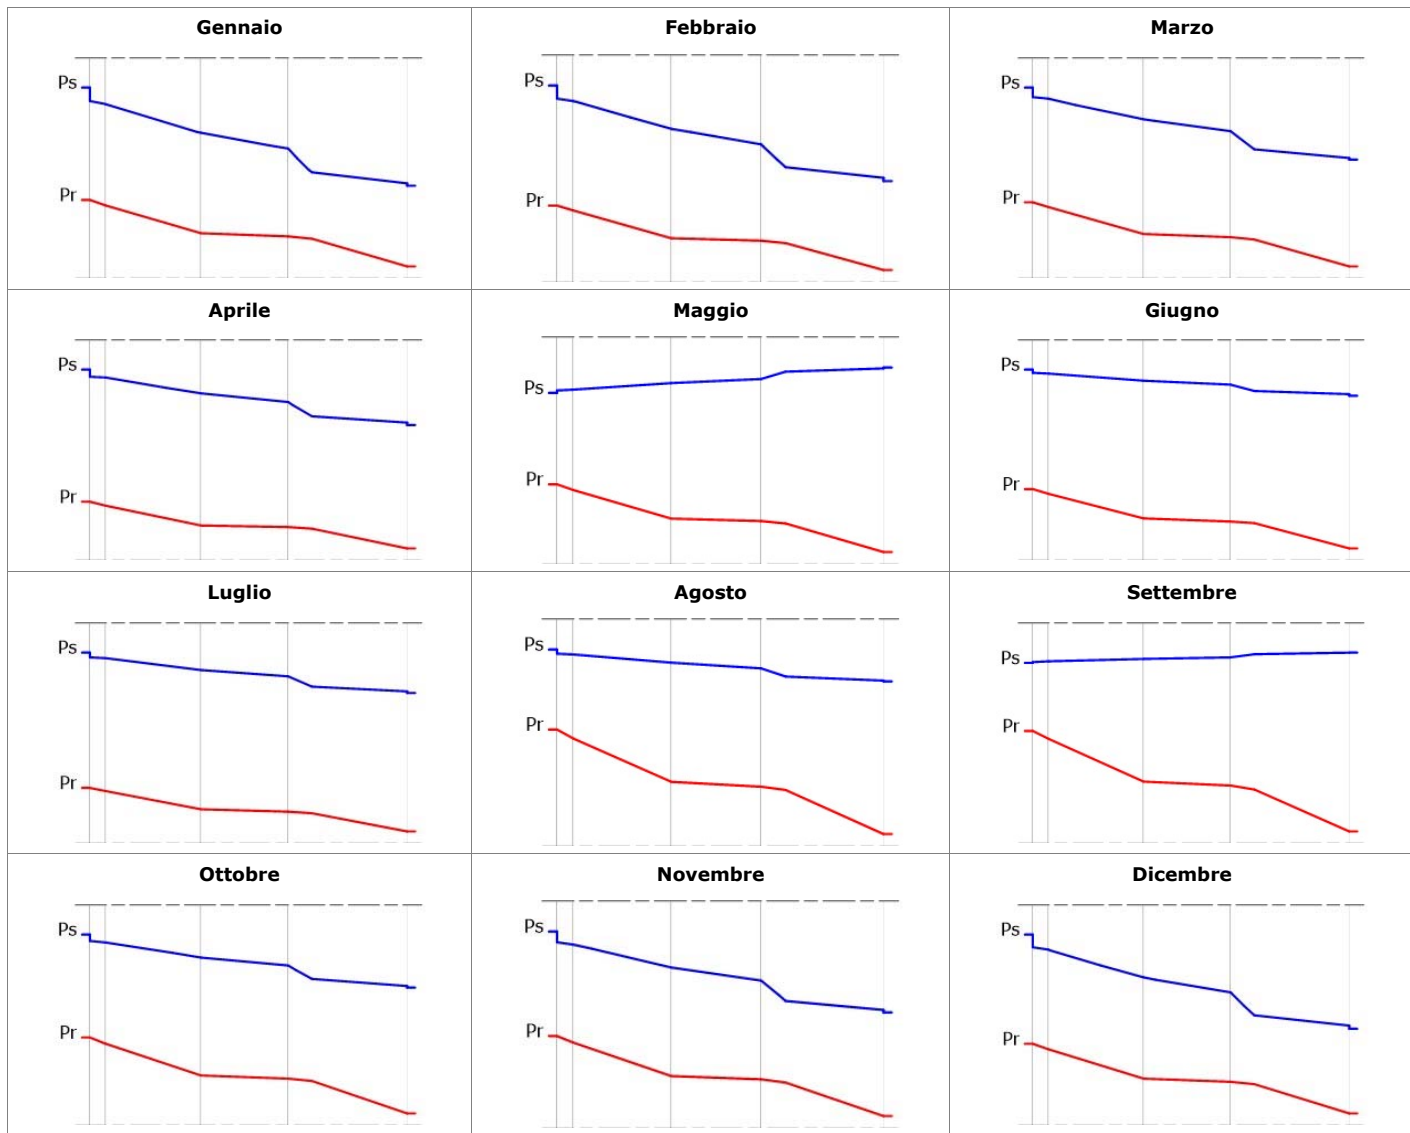 Gennaio
Febbraio
Marzo
Ps
Pr
Ps
Pr
Ps
Pr
Aprile
Maggio
Giugno
Ps
Pr
Ps
Pr
Ps
Pr
Luglio
Agosto
Settembre
Ps
Pr
Ps
Pr
Ps
Pr
Ottobre
Novembre
Dicembre
Ps
Pr
Ps
Pr
Ps
Pr